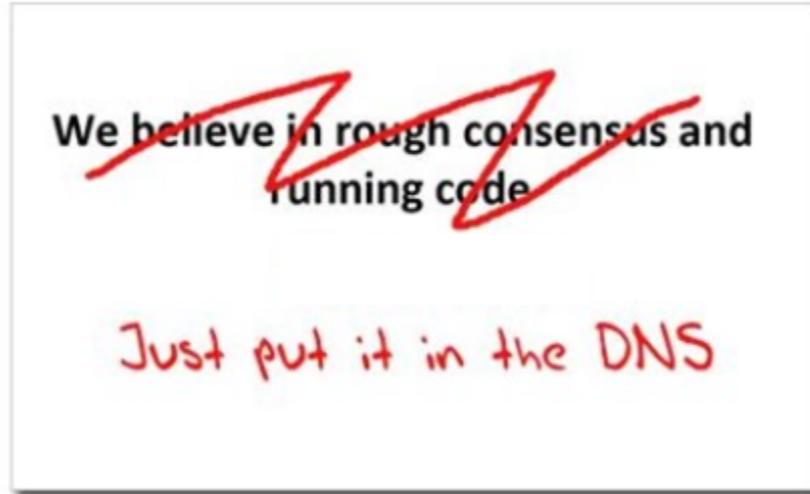 We believe in rough consensus and
running code
Just put it in the DNS